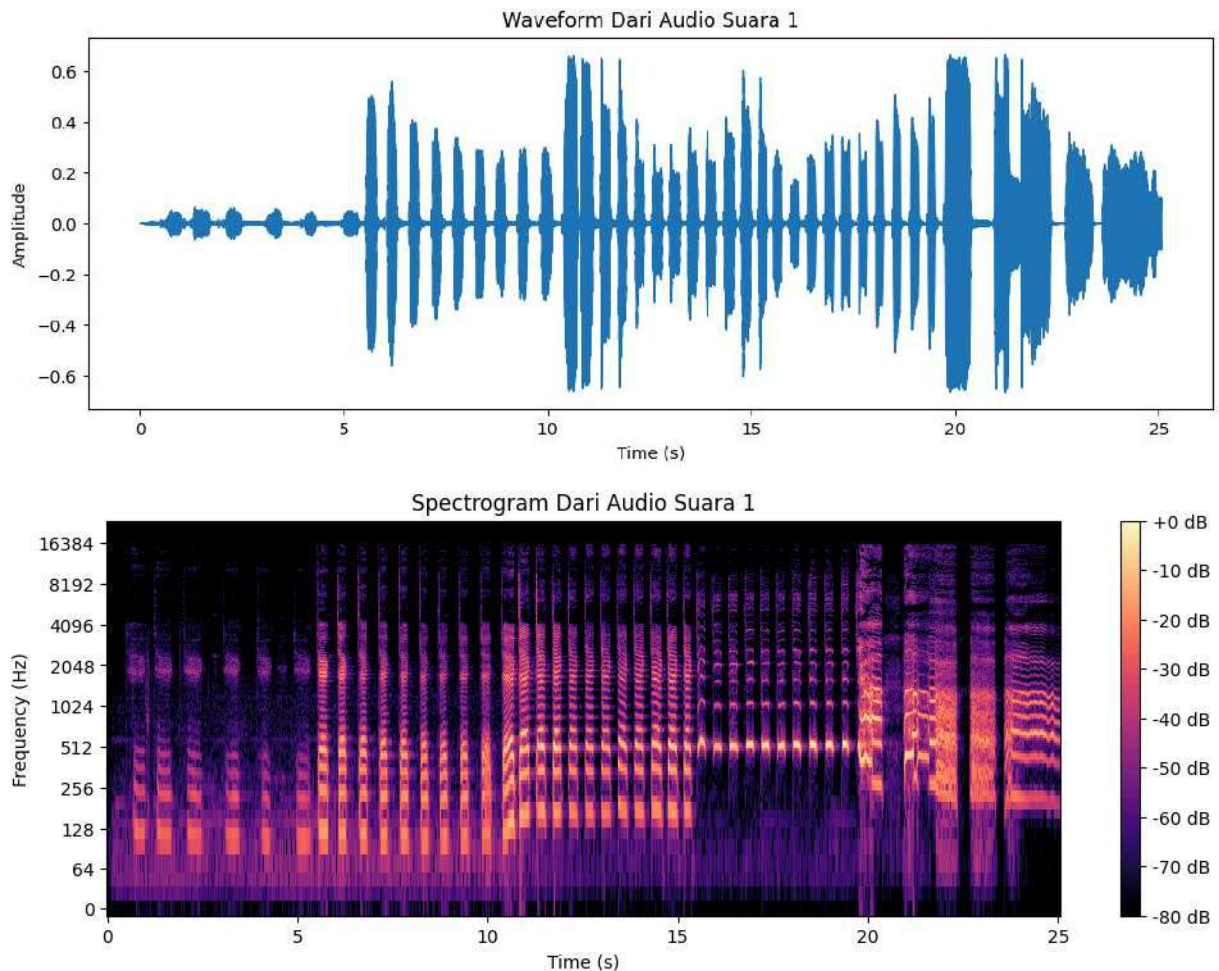 Waveform Dari Audio Suara 1
0.6
0.4
0.2
0.0
−0.2
−0.4
−0.6
Amplitude
0 5 10 15 20 25
Time (s)
Spectrogram Dari Audio Suara 1
16384
8192
4096
2048
1024
512
256
128
64
0
Frequency (Hz)
0 5 10 15 20 25
Time (s)
+0 dB
-10 dB
-20 dB
-30 dB
-40 dB
-50 dB
-60 dB
-70 dB
-80 dB